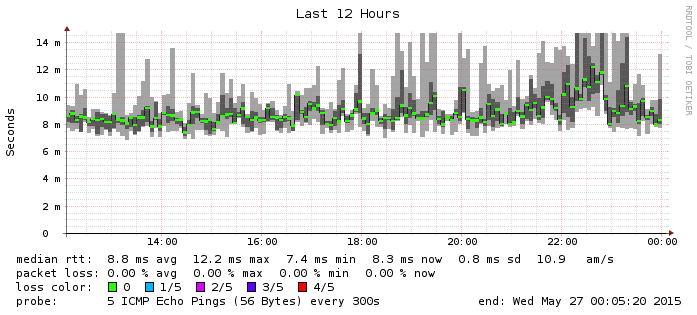 Last 12 Hours
RRDTOOL / TOBI OETIKER
Seconds
14 m
12 m
10 m
8 m
6 m
4 m
2 m
0
14:00 16:00 18:00 20:00 22:00 00:00
median rtt: 8.8 ms avg 12.2 ms max 7.4 ms min 8.3 ms now 0.8 ms sd 10.9 am/s
packet loss: 0.00 % avg 0.00 % max 0.00 % min 0.00 % now
loss color: 0 1/5 2/5 3/5 4/5
probe: 5 ICMP Echo Pings (56 Bytes) every 300s end: Wed May 27 00:05:20 2015